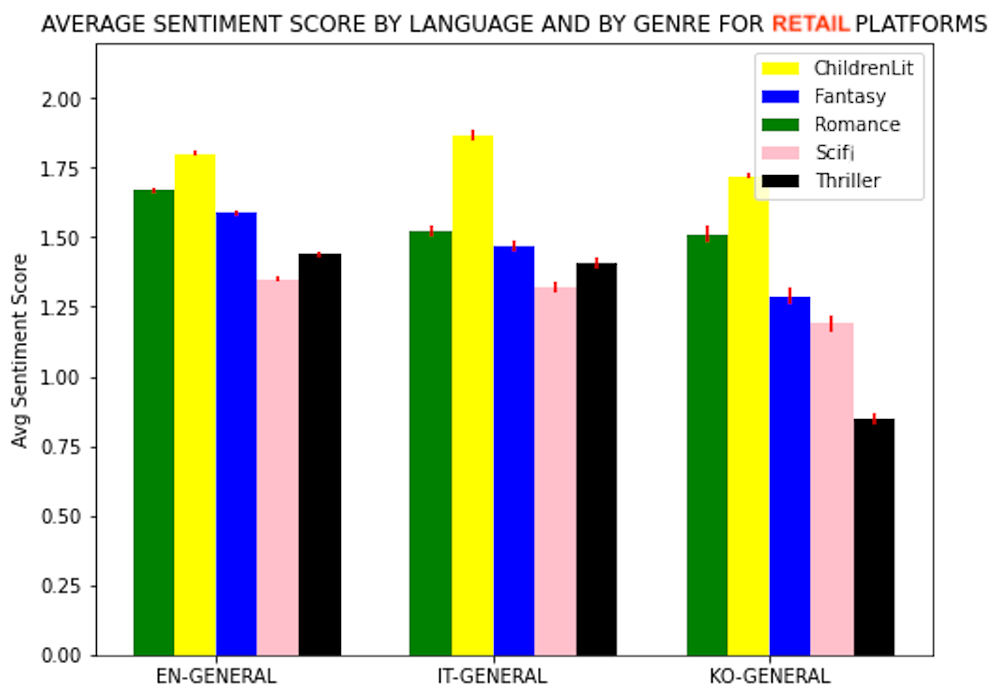 AVERAGE SENTIMENT SCORE BY LANGUAGE AND BY GENRE FOR RETAIL PLATFORMS
ChildrenLit
Fantasy
Romance
Scifi
Thriller
Avg Sentiment Score
2.00
1.75
1.50
1.25
1.00
0.75
0.50
0.25
0.00
EN-GENERAL IT-GENERAL KO-GENERAL